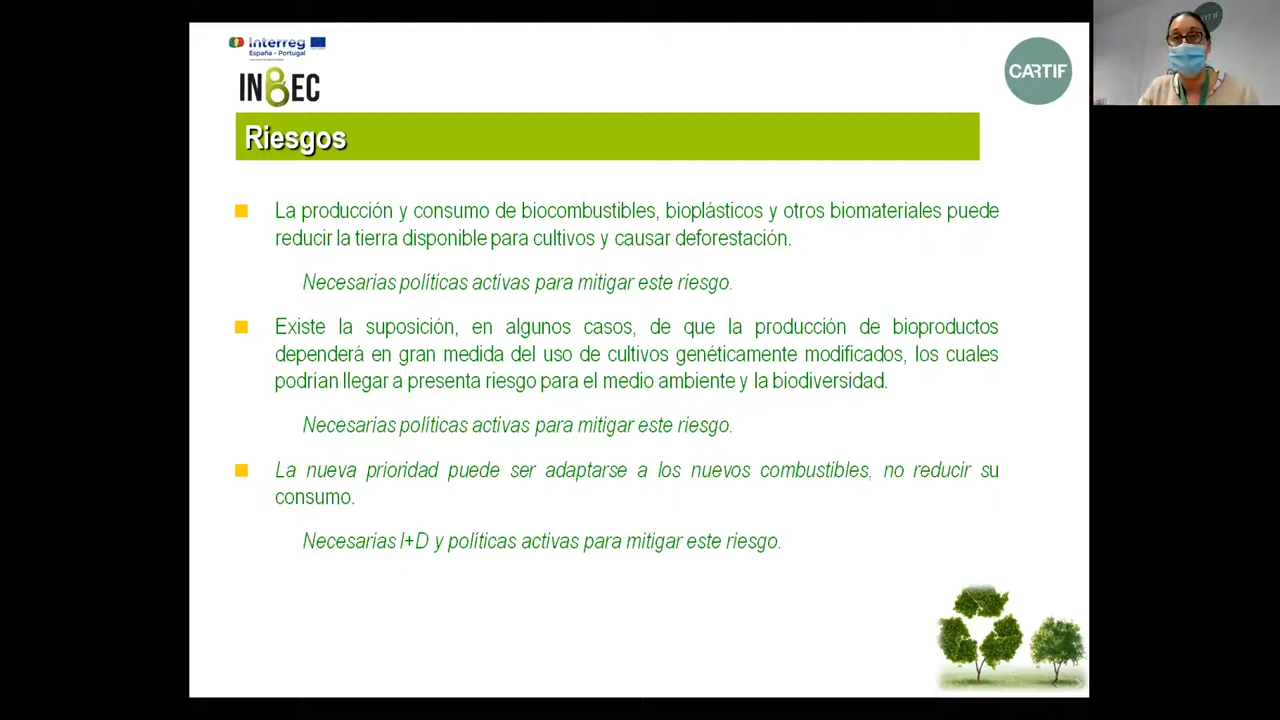 Interreg
España - Portugal
INBEC
CARTIF
Riesgos
La producción y consumo de biocombustibles, bioplásticos y otros biomateriales puede
reducir la tierra disponible para cultivos y causar deforestación.
Necesarias políticas activas para mitigar este riesgo.
Existe la suposición, en algunos casos, de que la producción de bioproductos
dependerá en gran medida del uso de cultivos genéticamente modificados, los cuales
podrían llegar a presenta riesgo para el medio ambiente y la biodiversidad.
Necesarias políticas activas para mitigar este riesgo.
La nueva prioridad puede ser adaptarse a los nuevos combustibles, no reducir su
consumo.
Necesarias I+D y políticas activas para mitigar este riesgo.